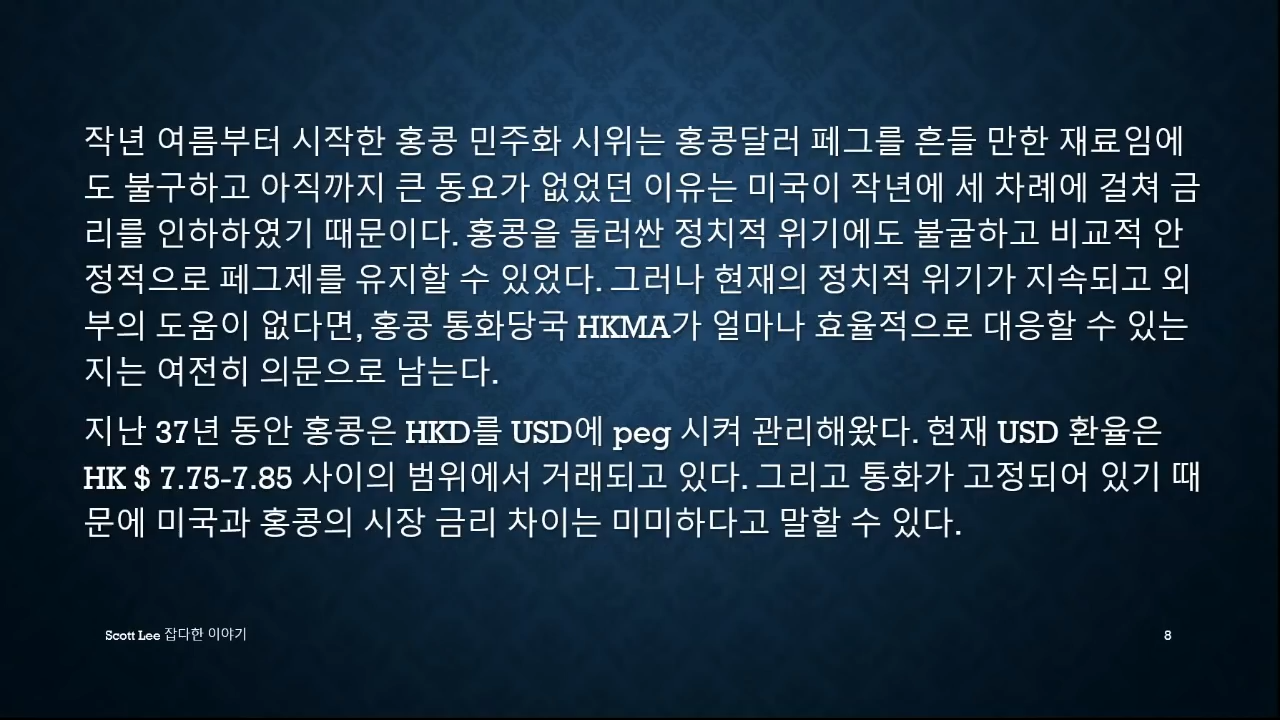 작년 여름부터 시작한 홍콩 민주화 시위는 홍콩달러 페그를 흔들 만한 재료임에
도 불구하고 아직까지 큰 동요가 없었던 이유는 미국이 작년에 세 차례에 걸쳐 금
리를 인하하였기 때문이다. 홍콩을 둘러싼 정치적 위기에도 불굴하고 비교적 안
정적으로 페그제를 유지할 수 있었다. 그러나 현재의 정치적 위기가 지속되고 외
부의 도움이 없다면, 홍콩 통화당국 HKMA가 얼마나 효율적으로 대응할 수 있는
지는 여전히 의문으로 남는다.
지난 37년 동안 홍콩은 HKD를 USD에 peg 시켜 관리해왔다. 현재 USD 환율은
HK $ 7.75-7.85 사이의 범위에서 거래되고 있다. 그리고 통화가 고정되어 있기 때
문에 미국과 홍콩의 시장 금리 차이는 미미하다고 말할 수 있다.
Scott Lee 잡다한 이야기
8